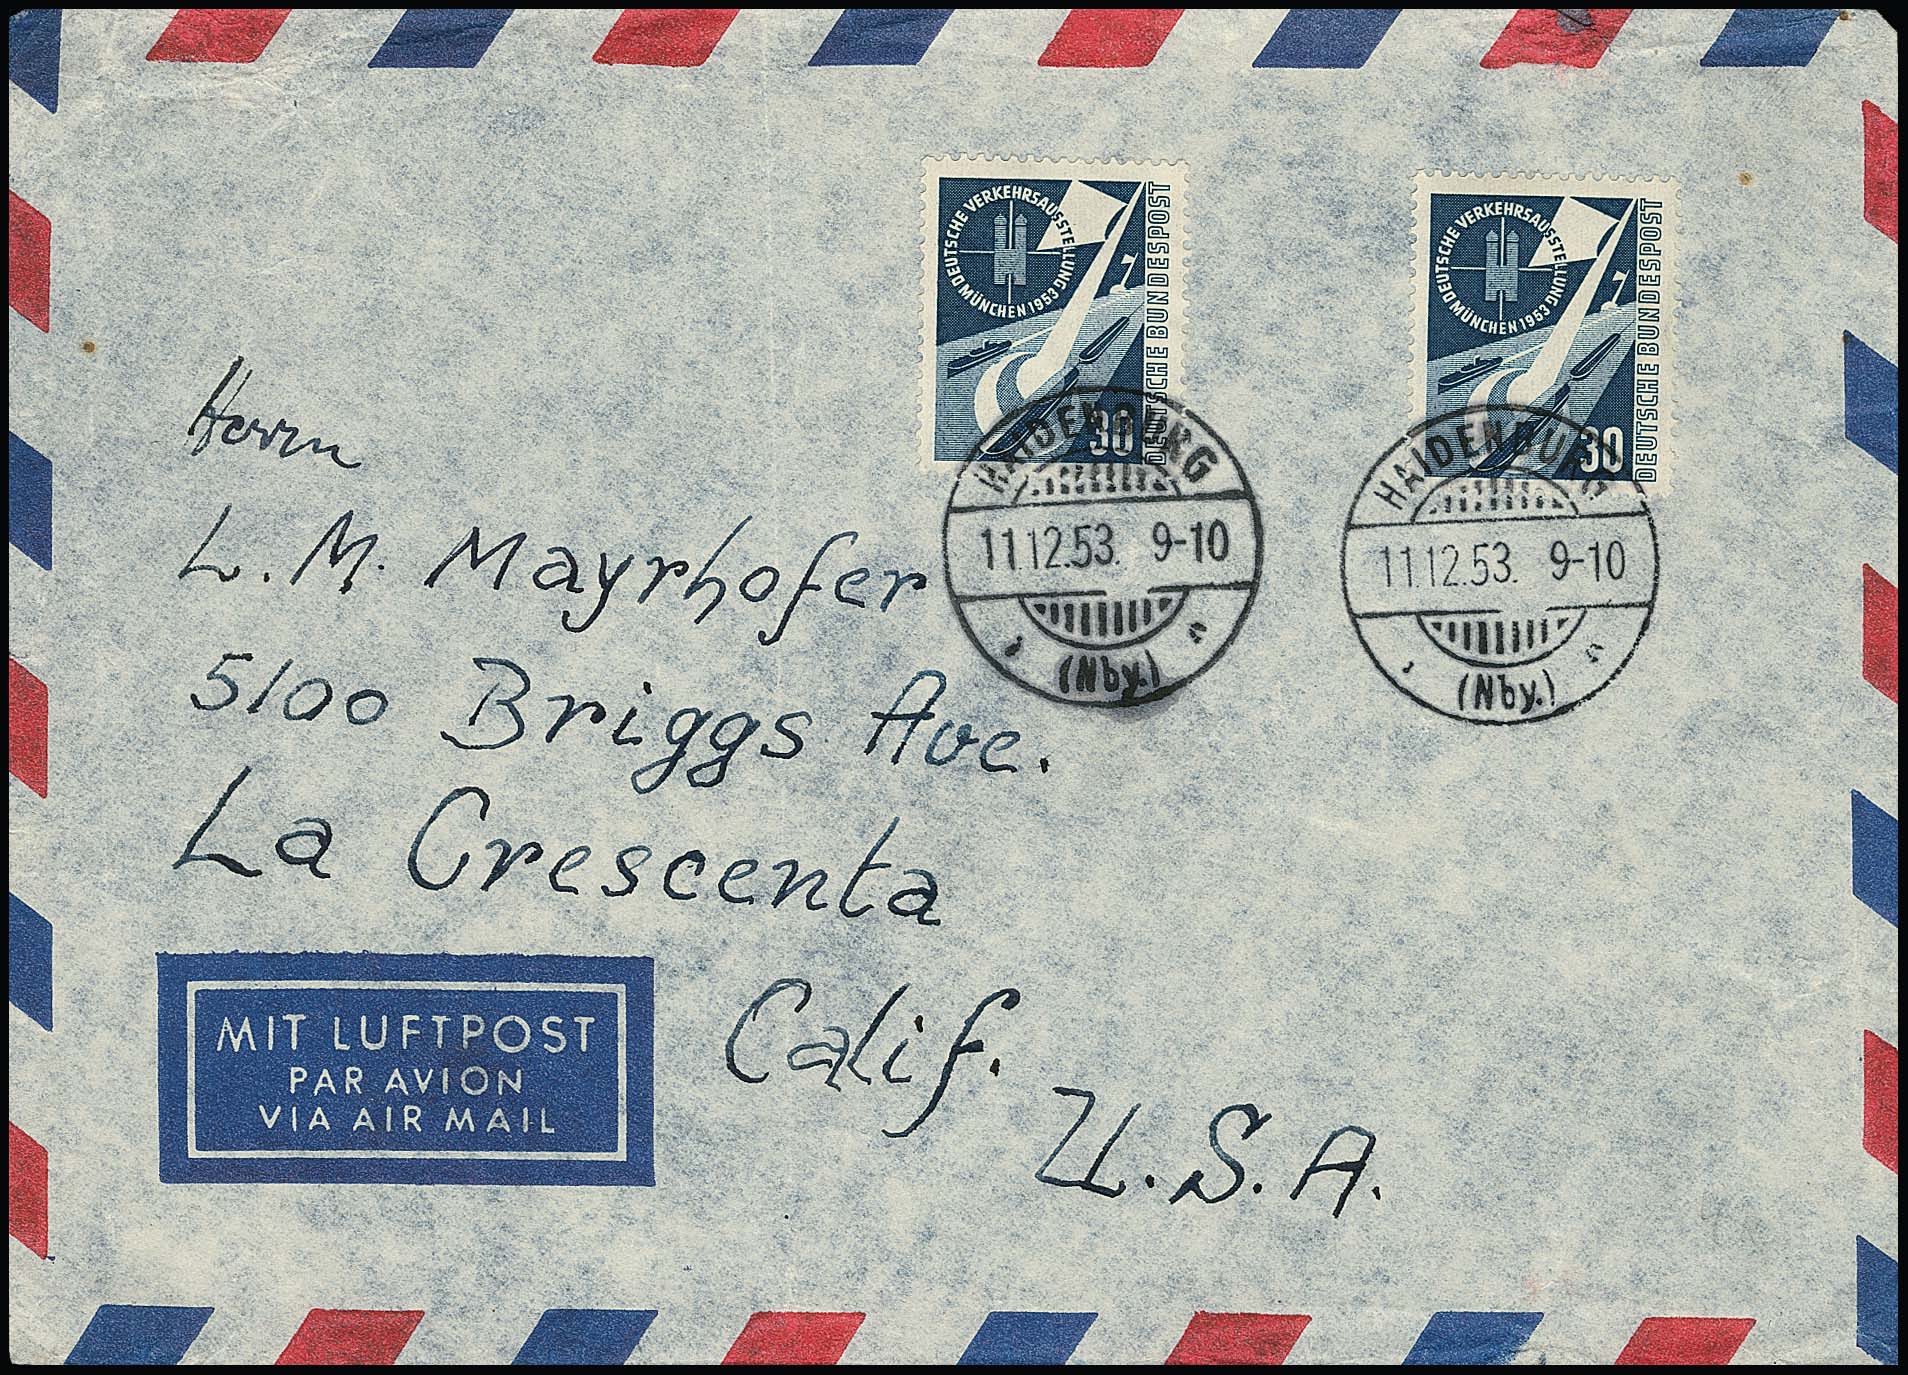 DEUTSCHE VERKEHRSAUSSTELLUNG
MÜNCHEN 1953
DEUTSCHE BUNDESPOST
30
DEUTSCHE VERKEHRSAUSSTELLUNG
MÜNCHEN 1953
DEUTSCHE BUNDESPOST
30
HAIDENBURG
11.12.53. 9-10
(Nby.)
HAIDENBURG
11.12.53. 9-10
(Nby.)
Herrn
L. M. Mayrhofer
5100 Briggs Ave.
La Crescenta
Calif.
U.S.A.
MIT LUFTPOST
PAR AVION
VIA AIR MAIL